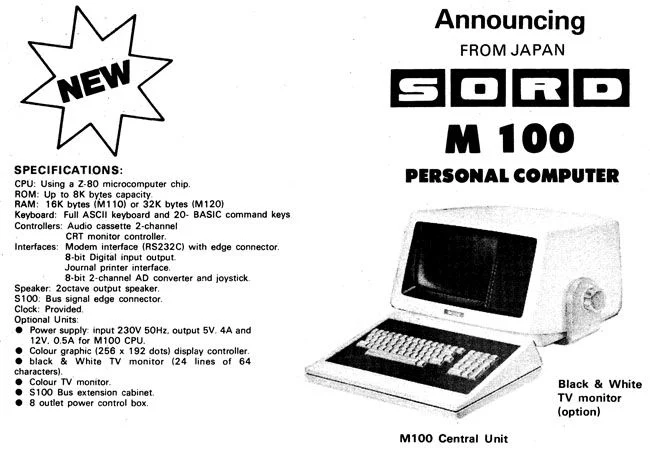 NEW
SPECIFICATIONS:
CPU: Using a Z-80 microcomputer chip.
ROM: Up to 8K bytes capacity.
RAM: 16K bytes (M110) or 32K bytes (M120)
Keyboard: Full ASCII keyboard and 20- BASIC command keys
Controllers: Audio cassette 2-channel
CRT monitor controller.
Interfaces: Modem interface (RS232C) with edge connector.
8-bit Digital input output.
Journal printer interface.
8-bit 2-channel AD converter and joystick.
Speaker: 2octave output speaker.
S100: Bus signal edge connector.
Clock: Provided.
Optional Units:
● Power supply: input 230V 50Hz. output 5V. 4A and
12V. 0.5A for M100 CPU.
● Colour graphic (256 x 192 dots) display controller.
● black & White TV monitor (24 lines of 64
characters).
● Colour TV monitor.
● S100 Bus extension cabinet.
● 8 outlet power control box.
Announcing
FROM JAPAN
SORD
M 100
PERSONAL COMPUTER
Black & White
TV monitor
(option)
M100 Central Unit